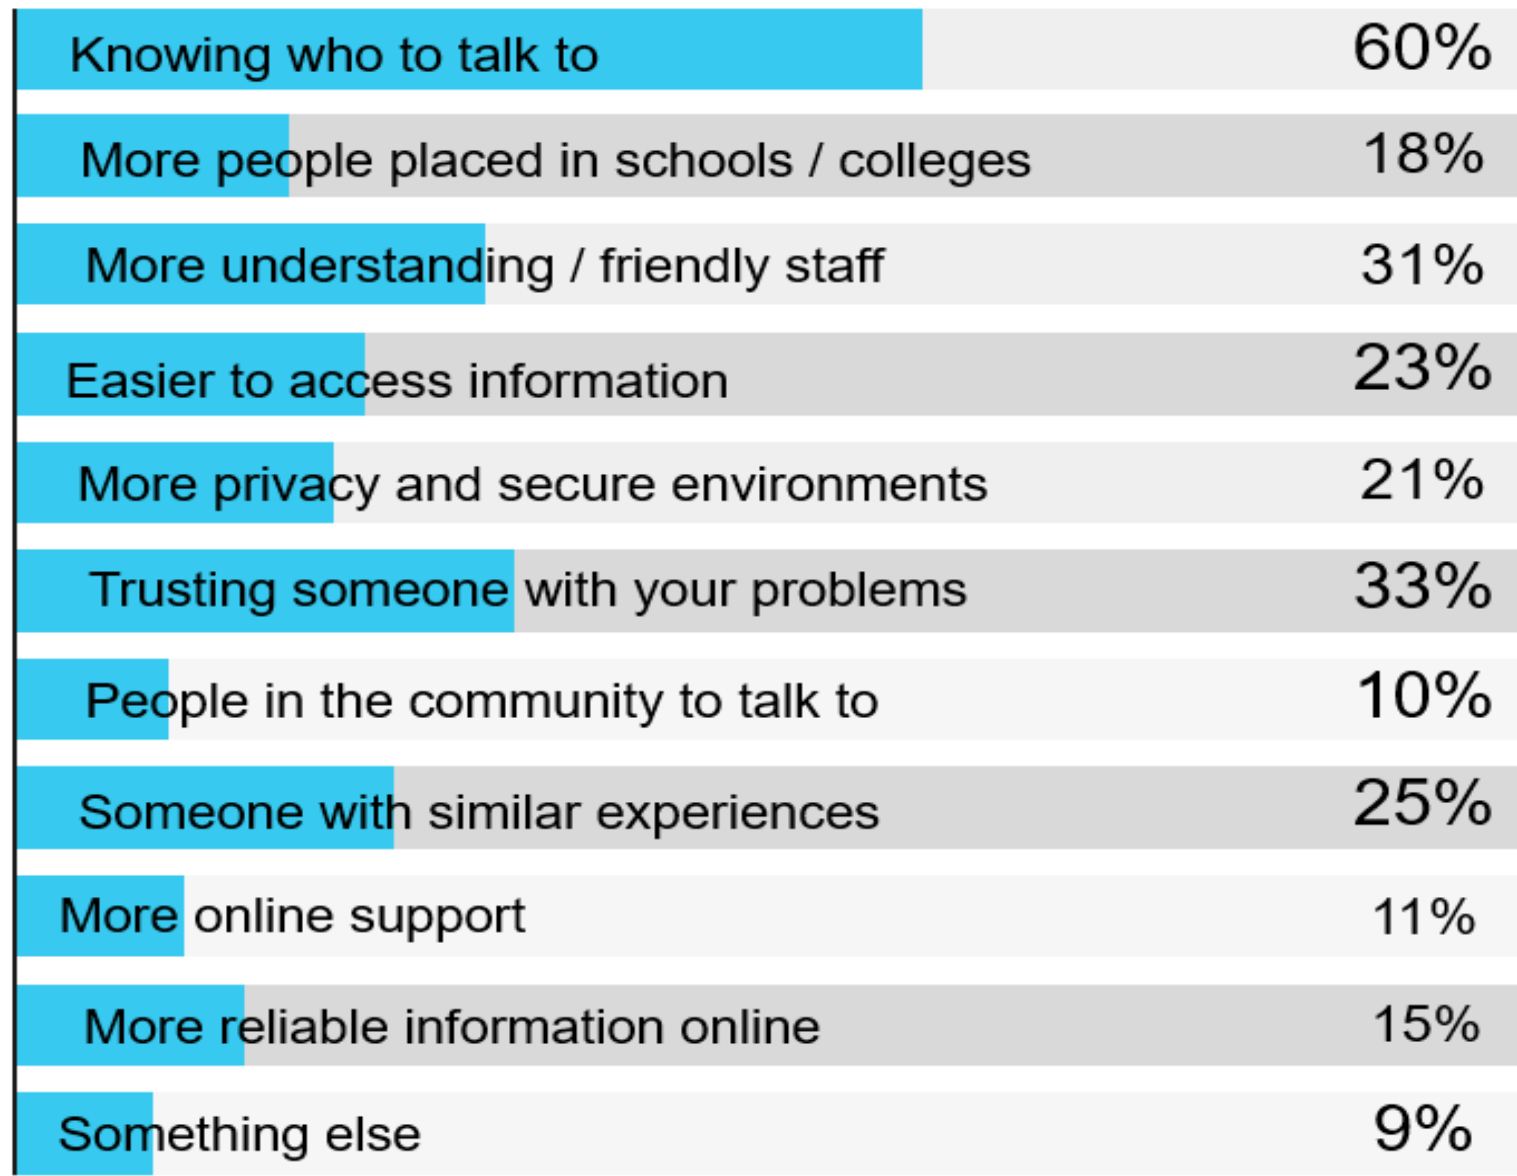 Knowing who to talk to 60%
More people placed in schools / colleges 18%
More understanding / friendly staff 31%
Easier to access information 23%
More privacy and secure environments 21%
Trusting someone with your problems 33%
People in the community to talk to 10%
Someone with similar experiences 25%
More online support 11%
More reliable information online 15%
Something else 9%